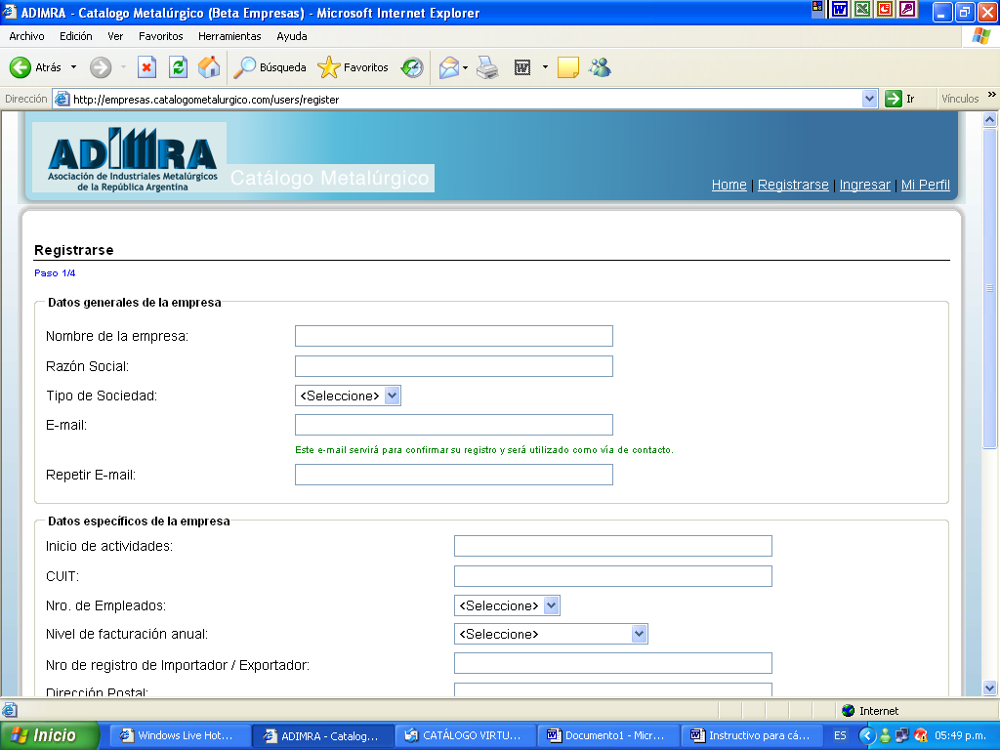 ADIMRA - Catalogo Metalúrgico (Beta Empresas) - Microsoft Internet Explorer
Archivo Edición Ver Favoritos Herramientas Ayuda
Atrás Búsqueda Favoritos
Dirección http://empresas.catalogometalurgico.com/users/register Ir Vínculos »
ADIMRA
Asociación de Industriales Metalúrgicos
de la República Argentina
Catálogo Metalúrgico
Home | Registrarse | Ingresar | Mi Perfil
Registrarse
Paso 1/4
Datos generales de la empresa
Nombre de la empresa:
Razón Social:
Tipo de Sociedad: <Seleccione>
E-mail:
Este e-mail servirá para confirmar su registro y será utilizado como vía de contacto.
Repetir E-mail:
Datos específicos de la empresa
Inicio de actividades:
CUIT:
Nro. de Empleados: <Seleccione>
Nivel de facturación anual: <Seleccione>
Nro de registro de Importador / Exportador:
Dirección Postal:
Internet
Inicio Windows Live Hot... ADIMRA - Catalog... CATÁLOGO VIRTU... Documento1 - Micr... Instructivo para cá... ES 05:49 p.m.